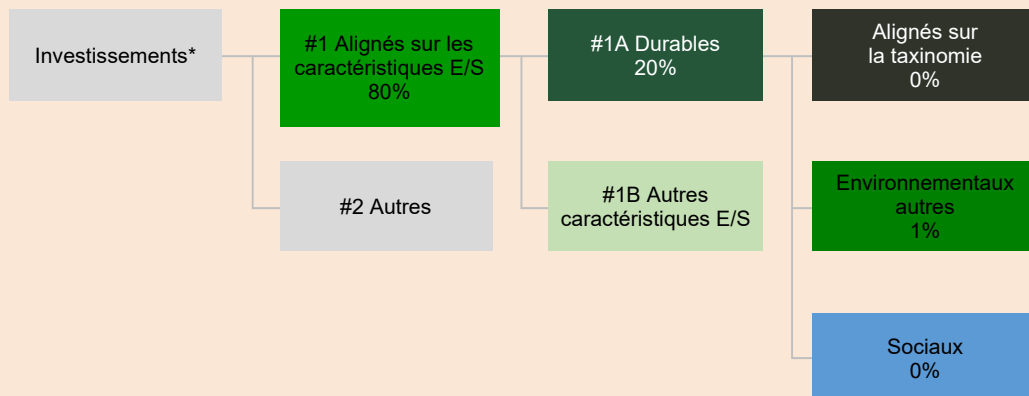 Investissements*
#1 Alignés sur les
caractéristiques E/S
80%
#1A Durables
20%
Alignés sur
la taxinomie
0%
#2 Autres
#1B Autres
caractéristiques E/S
Environnementaux
autres
1%
Sociaux
0%